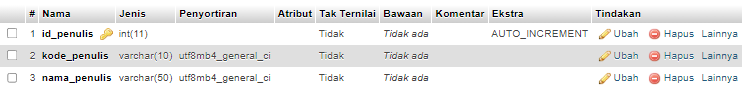 # Nama Jenis Penyortiran Atribut Tak Ternilai Bawaan Komentar Ekstra Tindakan
1 id_penulis int(11) Tidak Tidak ada AUTO_INCREMENT Ubah Hapus Lainnya
2 kode_penulis varchar(10) utf8mb4_general_ci Tidak Tidak ada Ubah Hapus Lainnya
3 nama_penulis varchar(50) utf8mb4_general_ci Tidak Tidak ada Ubah Hapus Lainnya